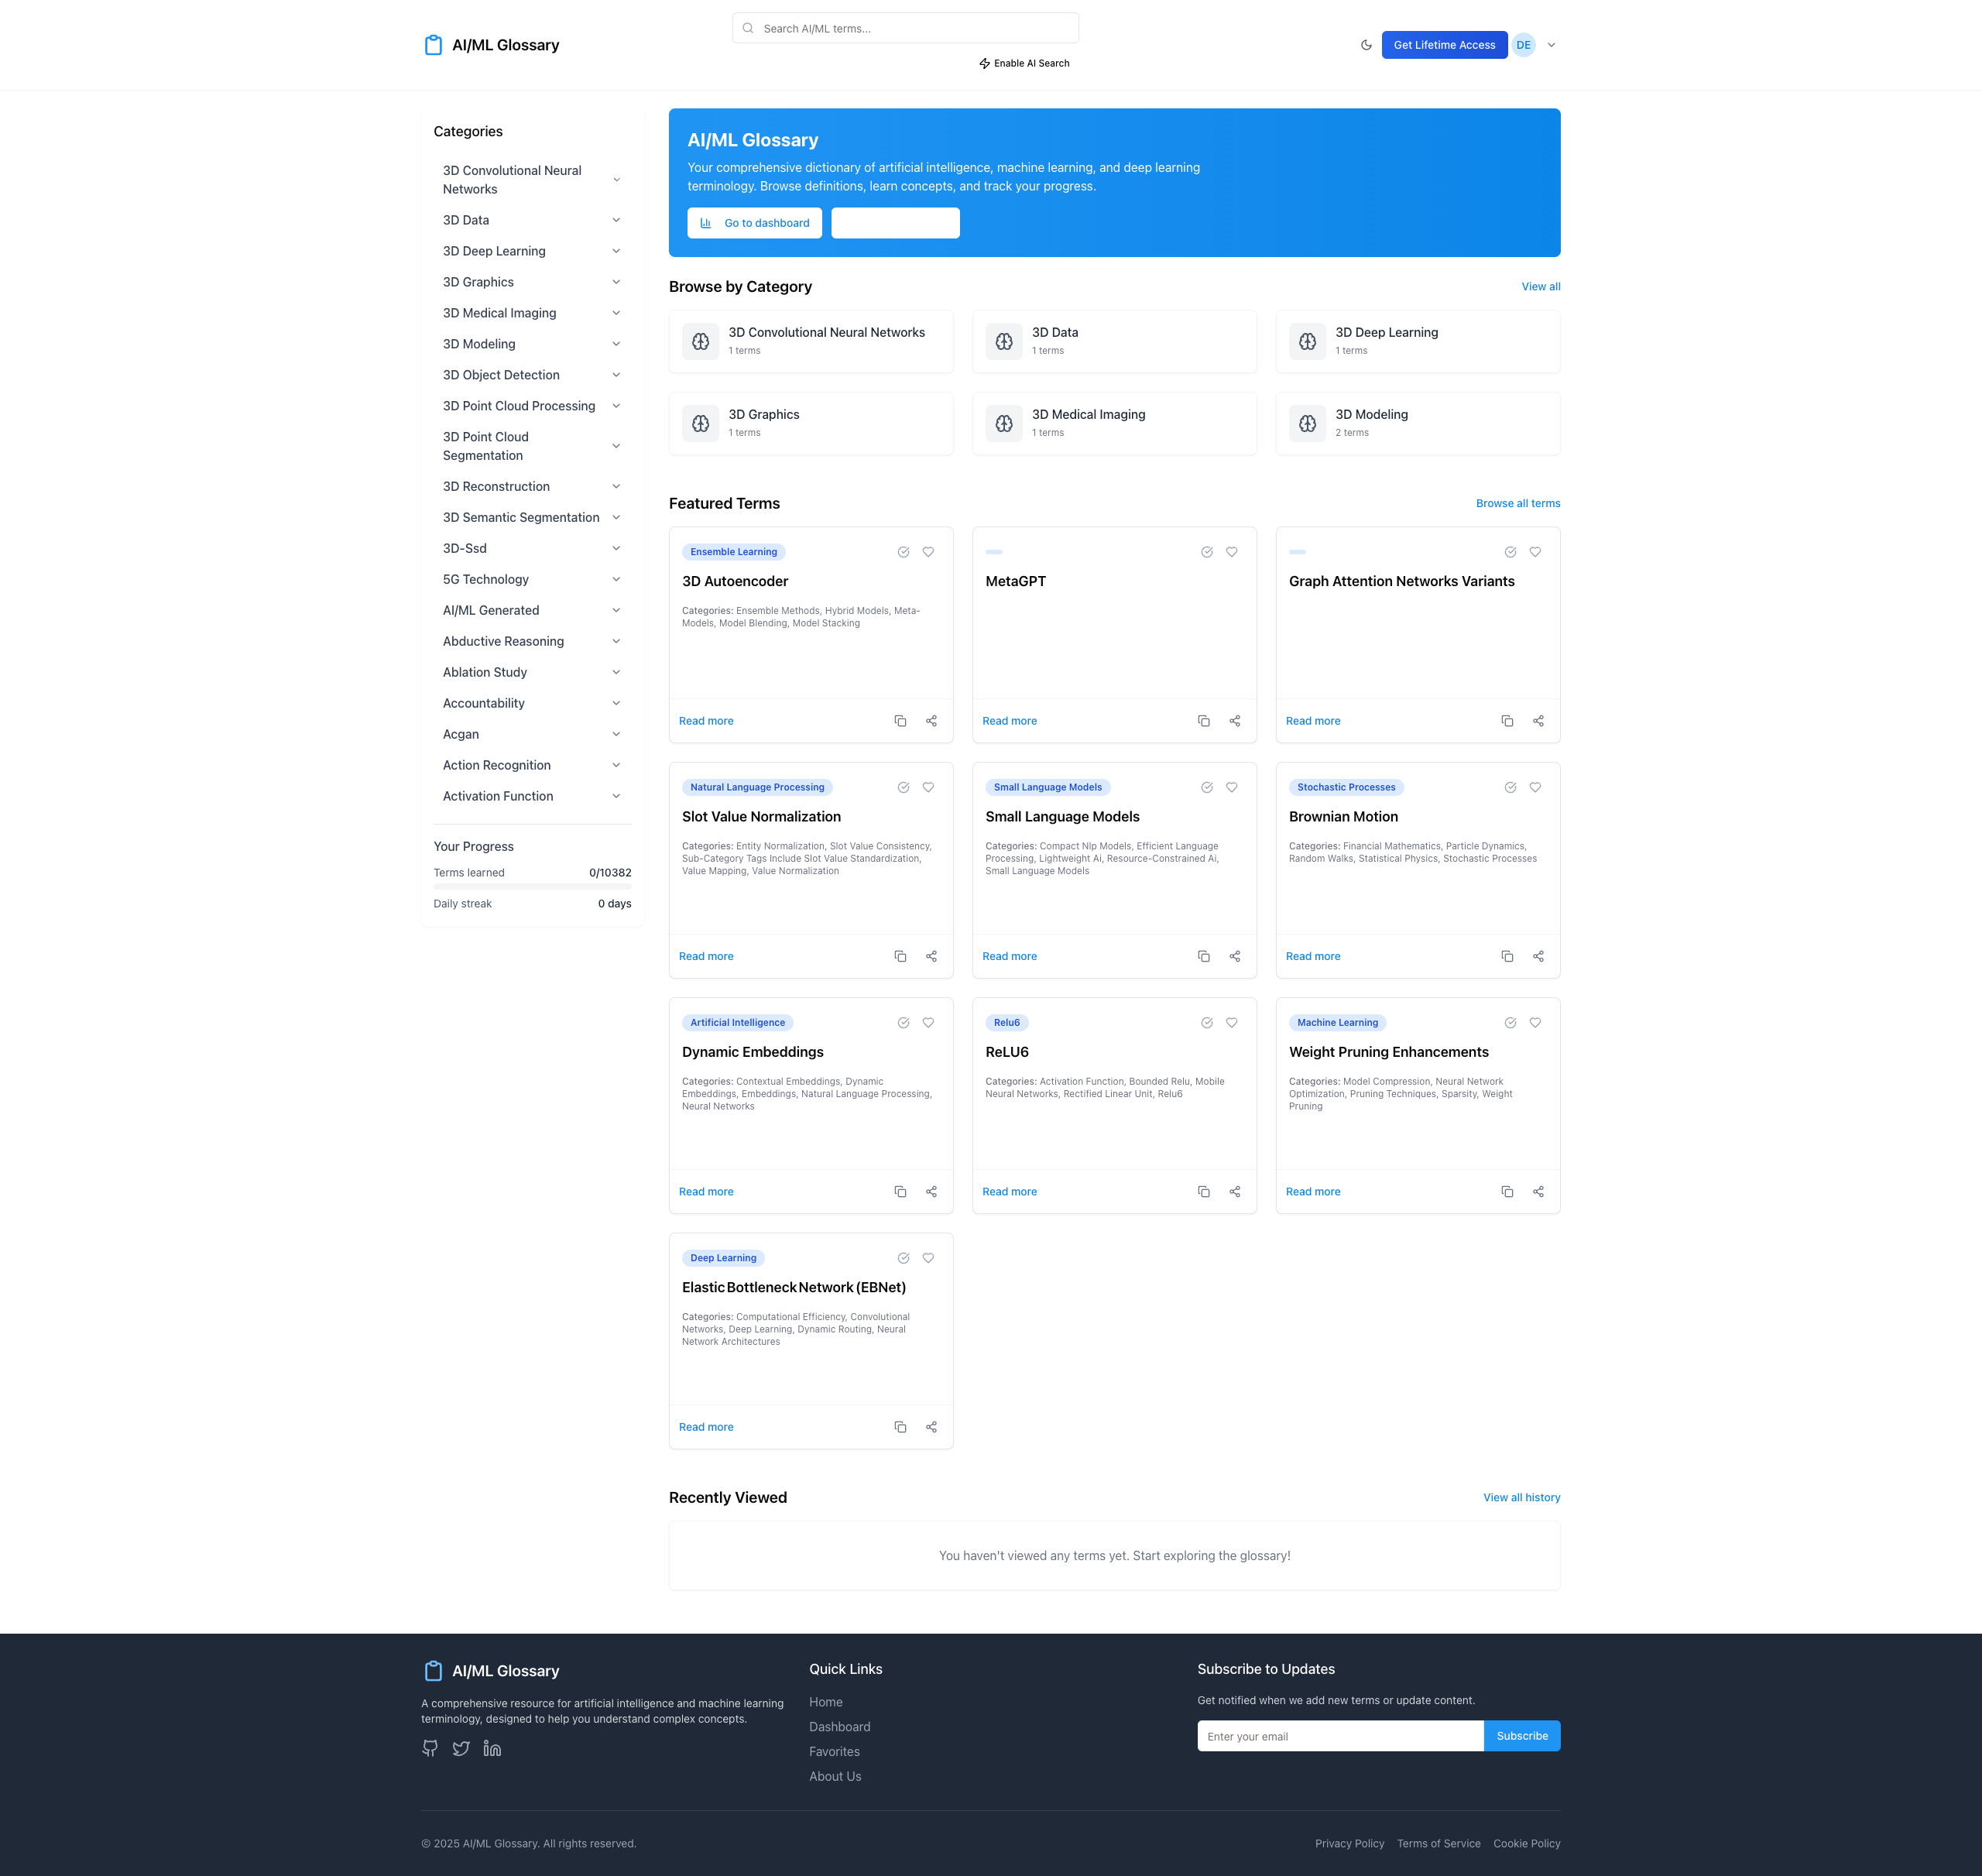 AI/ML Glossary
Search AI/ML terms...
Enable AI Search
Get Lifetime Access
DE
Categories
3D Convolutional Neural
Networks
3D Data
3D Deep Learning
3D Graphics
3D Medical Imaging
3D Modeling
3D Object Detection
3D Point Cloud Processing
3D Point Cloud
Segmentation
3D Reconstruction
3D Semantic Segmentation
3D-Ssd
5G Technology
AI/ML Generated
Abductive Reasoning
Ablation Study
Accountability
Acgan
Action Recognition
Activation Function
Your Progress
Terms learned 0/10382
Daily streak 0 days
AI/ML Glossary
Your comprehensive dictionary of artificial intelligence, machine learning, and deep learning
terminology. Browse definitions, learn concepts, and track your progress.
Go to dashboard
Browse by Category
View all
3D Convolutional Neural Networks
1 terms
3D Data
1 terms
3D Deep Learning
1 terms
3D Graphics
1 terms
3D Medical Imaging
1 terms
3D Modeling
2 terms
Featured Terms
Browse all terms
Ensemble Learning
3D Autoencoder
Categories: Ensemble Methods, Hybrid Models, Meta-
Models, Model Blending, Model Stacking
Read more
MetaGPT
Read more
Graph Attention Networks Variants
Read more
Natural Language Processing
Slot Value Normalization
Categories: Entity Normalization, Slot Value Consistency,
Sub-Category Tags Include Slot Value Standardization,
Value Mapping, Value Normalization
Read more
Small Language Models
Small Language Models
Categories: Compact Nlp Models, Efficient Language
Processing, Lightweight Ai, Resource-Constrained Ai,
Small Language Models
Read more
Stochastic Processes
Brownian Motion
Categories: Financial Mathematics, Particle Dynamics,
Random Walks, Statistical Physics, Stochastic Processes
Read more
Artificial Intelligence
Dynamic Embeddings
Categories: Contextual Embeddings, Dynamic
Embeddings, Embeddings, Natural Language Processing,
Neural Networks
Read more
Relu6
ReLU6
Categories: Activation Function, Bounded Relu, Mobile
Neural Networks, Rectified Linear Unit, Relu6
Read more
Machine Learning
Weight Pruning Enhancements
Categories: Model Compression, Neural Network
Optimization, Pruning Techniques, Sparsity, Weight
Pruning
Read more
Deep Learning
Elastic Bottleneck Network (EBNet)
Categories: Computational Efficiency, Convolutional
Networks, Deep Learning, Dynamic Routing, Neural
Network Architectures
Read more
Recently Viewed
View all history
You haven't viewed any terms yet. Start exploring the glossary!
AI/ML Glossary
A comprehensive resource for artificial intelligence and machine learning
terminology, designed to help you understand complex concepts.
Quick Links
Home
Dashboard
Favorites
About Us
Subscribe to Updates
Get notified when we add new terms or update content.
Enter your email
Subscribe
© 2025 AI/ML Glossary. All rights reserved.
Privacy Policy
Terms of Service
Cookie Policy